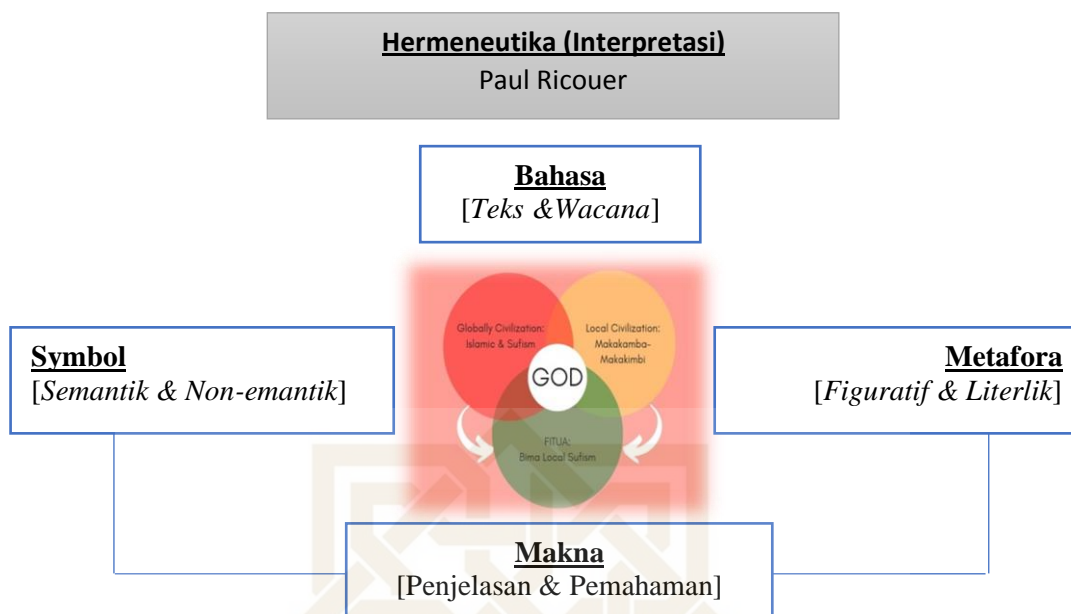 Hermeneutika (Interpretasi)
Paul Ricouer
Bahasa
[Teks &Wacana]
Globally Civilization:
Islamic & Sufism
Local Civilization:
Makakamba-
Makakimbi
GOD
FITUA:
Bima Local Sufism
Symbol
[Semantik & Non-emantik]
Metafora
[Figuratif & Literlik]
Makna
[Penjelasan & Pemahaman]